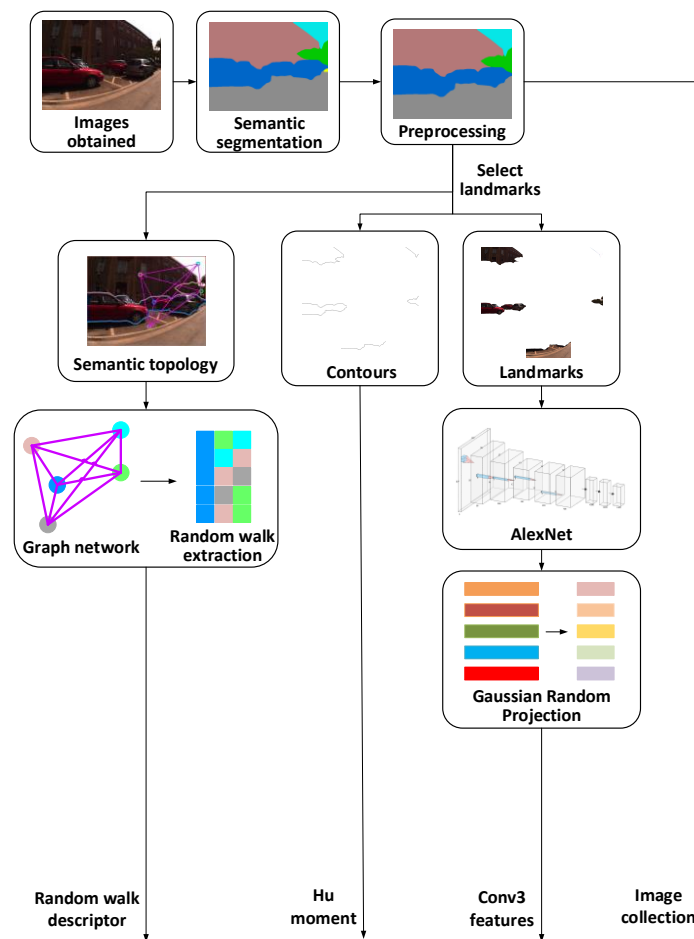 Images
obtained
Semantic
segmentation
Preprocessing
Select
landmarks
Semantic topology
Contours
Landmarks
Graph network
Random walk
extraction
AlexNet
Gaussian Random
Projection
Random walk
descriptor
Hu
moment
Conv3
features
Image
collection